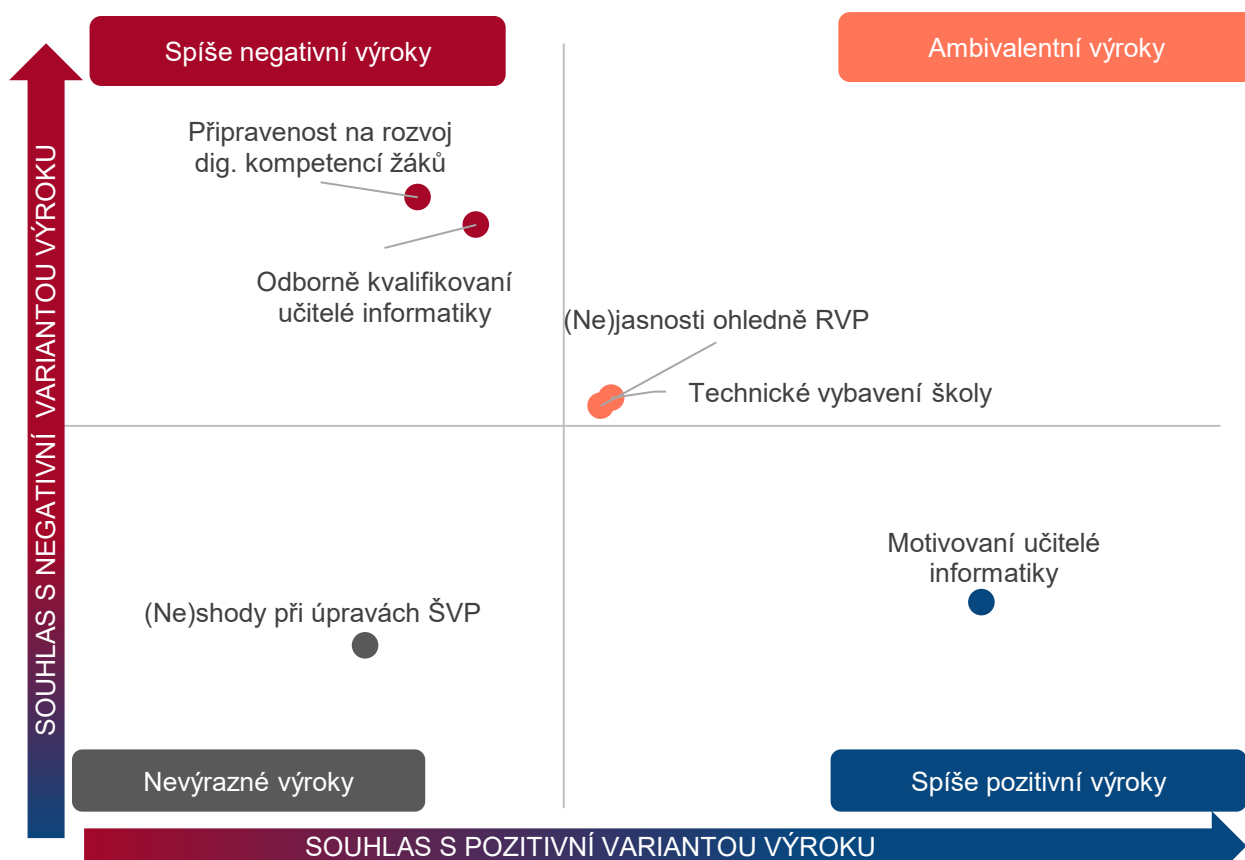 Spíše negativní výroky
Ambivalentní výroky
Připravenost na rozvoj
dig. kompetencí žáků
Odborně kvalifikovaní
učitelé informatiky
(Ne)jasnosti ohledně RVP
Technické vybavení školy
Motivovaní učitelé
informatiky
(Ne)shody při úpravách ŠVP
Nevýrazné výroky
Spíše pozitivní výroky
SOUHLAS S NEGATIVNÍ VARIANTOU VÝROKU
SOUHLAS S POZITIVNÍ VARIANTOU VÝROKU